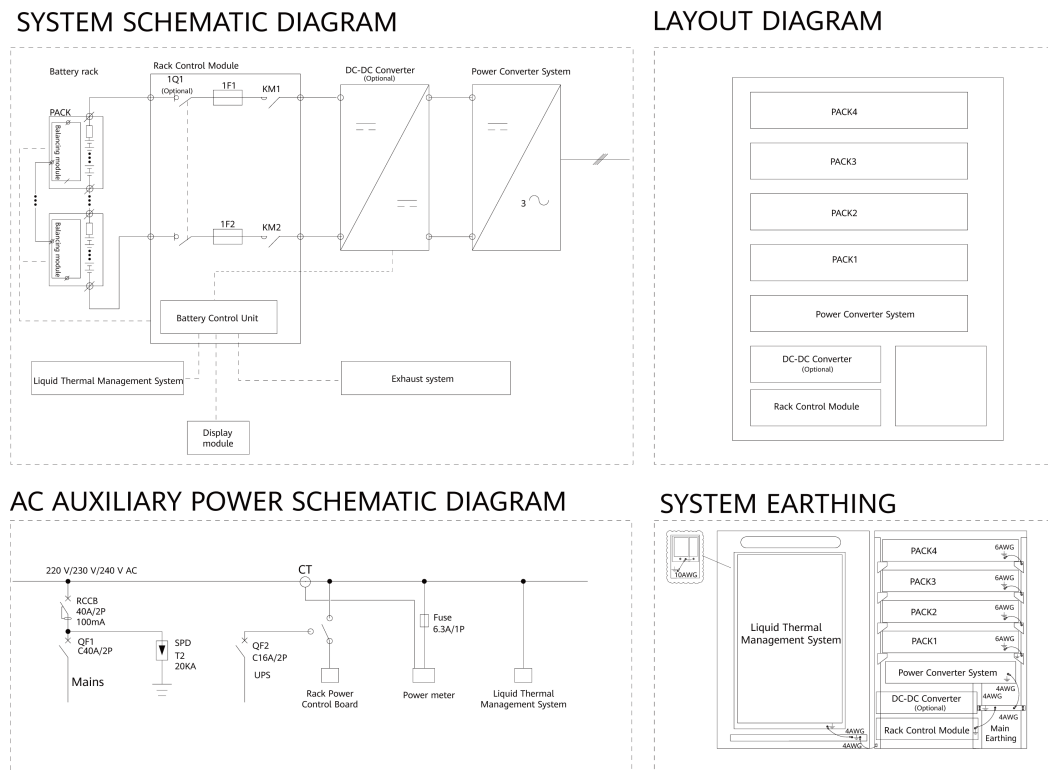 SYSTEM SCHEMATIC DIAGRAM
Battery rack
Rack Control Module
1Q1
(Optional)
1F1
KM1
DC-DC Converter
(Optional)
Power Converter System
PACK
Balancing module
3
1F2
KM2
Balancing module
Battery Control Unit
Liquid Thermal Management System
Exhaust system
Display
module
LAYOUT DIAGRAM
PACK4
PACK3
PACK2
PACK1
Power Converter System
DC-DC Converter
(Optional)
Rack Control Module
AC AUXILIARY POWER SCHEMATIC DIAGRAM
220 V/230 V/240 V AC
CT
RCCB
40A/2P
100mA
QF1
C40A/2P
Mains
SPD
T2
20KA
QF2
C16A/2P
UPS
Fuse
6.3A/1P
Rack Power
Control Board
Power meter
Liquid Thermal
Management System
SYSTEM EARTHING
10AWG
Liquid Thermal
Management System
4AWG
4AWG
PACK4
6AWG
PACK3
6AWG
PACK2
6AWG
PACK1
6AWG
Power Converter System
4AWG
4AWG
DC-DC Converter
(Optional)
4AWG
Rack Control Module
Main
Earthing